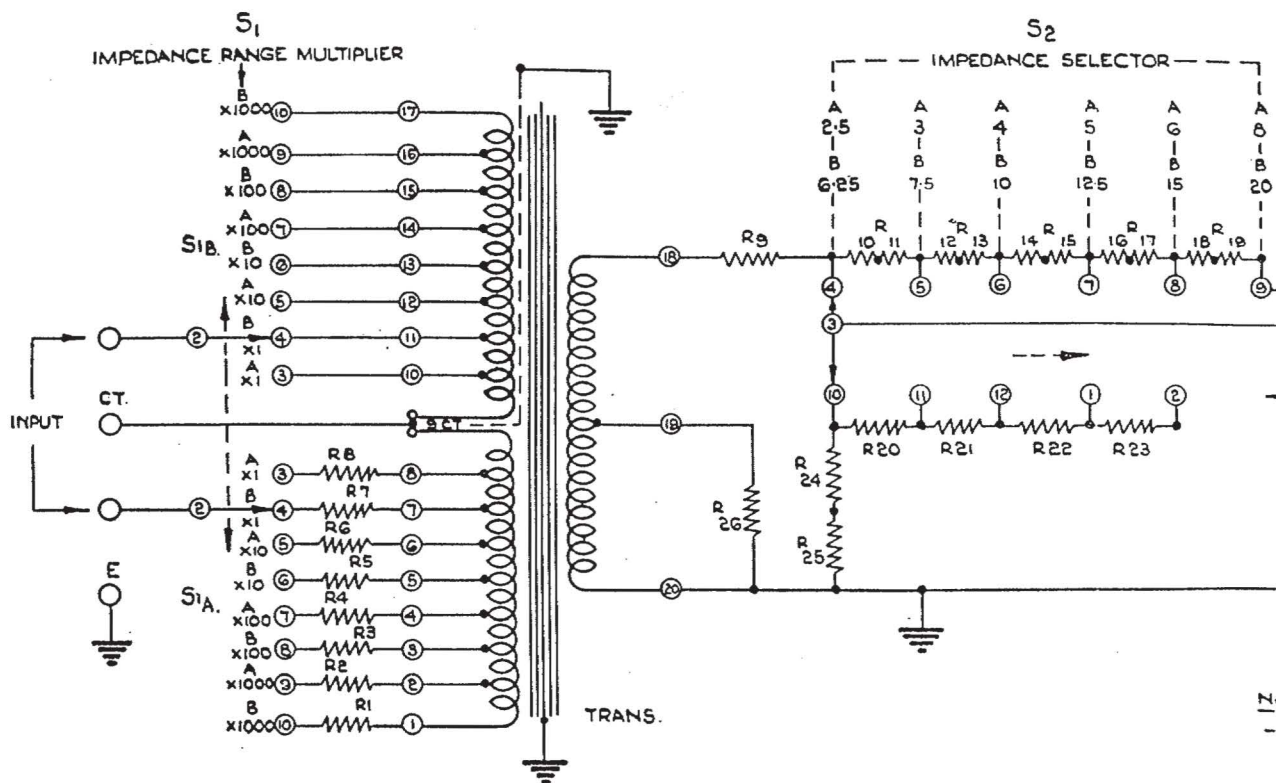 S1
IMPEDANCE RANGE MULTIPLIER
S2
IMPEDANCE SELECTOR
B
x1000 10 17
A
x1000 9 16
B
x100 8 15
A
x100 7 14
S1B.
B
x10 6 13
A
x10 5 12
2 4 11
B
x1
A
x1 3 10
INPUT
CT.
9 CT
A
x1 3 R8 8
2 4 R7 7
B
x1
A
x10 5 R6 6
B
x10 6 R5 5
S1A.
A
x100 7 R4 4
B
x100 8 R3 3
A
x1000 9 R2 2
B
x1000 10 R1 1
E
TRANS.
A A A A A A
2.5 3 4 5 6 8
B B B B B B
6.25 7.5 10 12.5 15 20
18 R9 R 10 11 R 12 13 R 14 15 R 16 17 R 18 19
4 5 6 7 8 9
3
10 11 12 1 2
19
R20 R21 R22 R23
R 24
R 26
R 25
20